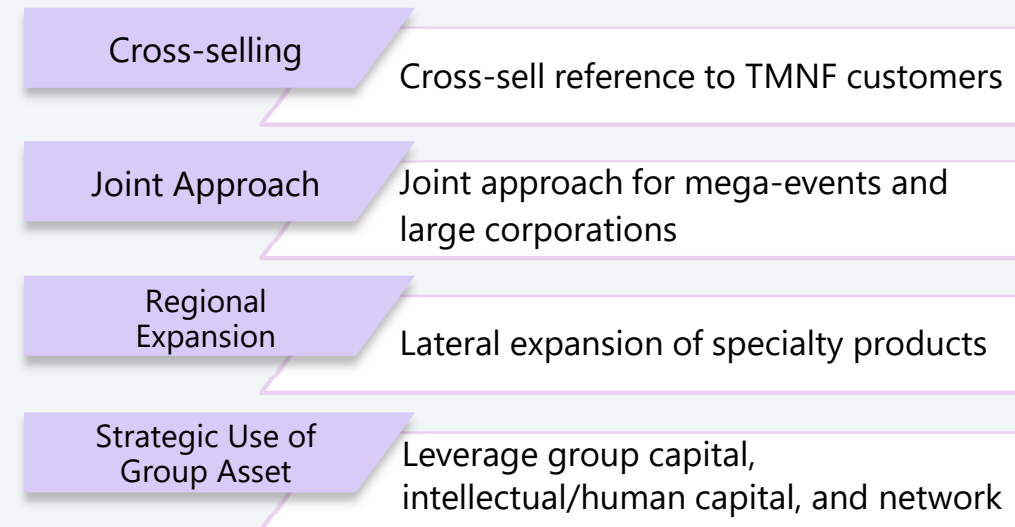 Cross-selling
Cross-sell reference to TMNF customers
Joint Approach
Joint approach for mega-events and
large corporations
Regional
Expansion
Lateral expansion of specialty products
Strategic Use of
Group Asset
Leverage group capital,
intellectual/human capital, and network